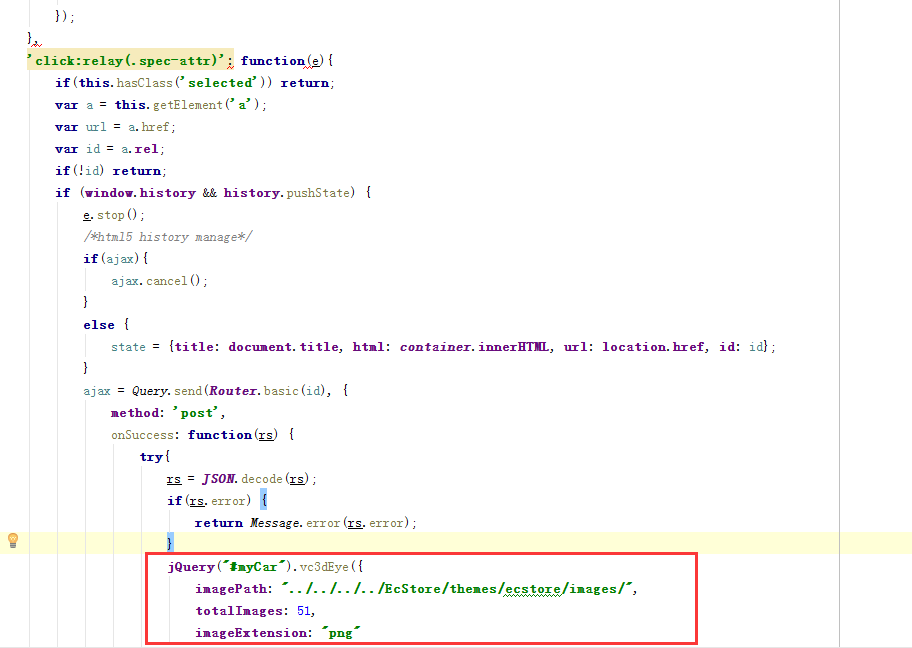 });
},
'click:relay(.spec-attr)': function(e){
if(this.hasClass('selected')) return;
var a = this.getElement('a');
var url = a.href;
var id = a.rel;
if(!id) return;
if (window.history && history.pushState) {
e.stop();
/*html5 history manage*/
if(ajax){
ajax.cancel();
}
else {
state = {title: document.title, html: container.innerHTML, url: location.href, id: id};
}
ajax = Query.send(Router.basic(id), {
method: 'post',
onSuccess: function(rs) {
try{
rs = JSON.decode(rs);
if(rs.error) {
return Message.error(rs.error);
}
jQuery("#myCar").vc3dEye({
imagePath: "../../../../EcStore/themes/ecstore/images/",
totalImages: 51,
imageExtension: "png"